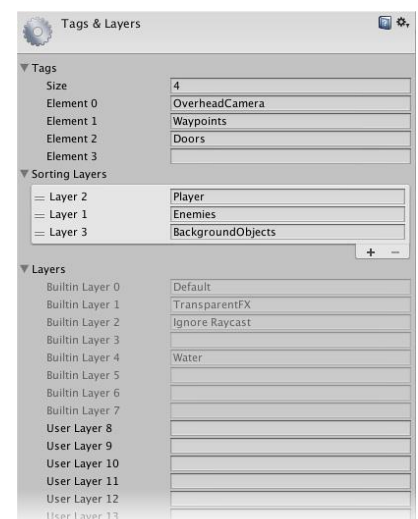 Tags & Layers
Tags
Size 4
Element 0 OverheadCamera
Element 1 Waypoints
Element 2 Doors
Element 3
Sorting Layers
= Layer 2 Player
= Layer 1 Enemies
= Layer 3 BackgroundObjects
+ −
Layers
Builtin Layer 0 Default
Builtin Layer 1 TransparentFX
Builtin Layer 2 Ignore Raycast
Builtin Layer 3
Builtin Layer 4 Water
Builtin Layer 5
Builtin Layer 6
Builtin Layer 7
User Layer 8
User Layer 9
User Layer 10
User Layer 11
User Layer 12
User Layer 13